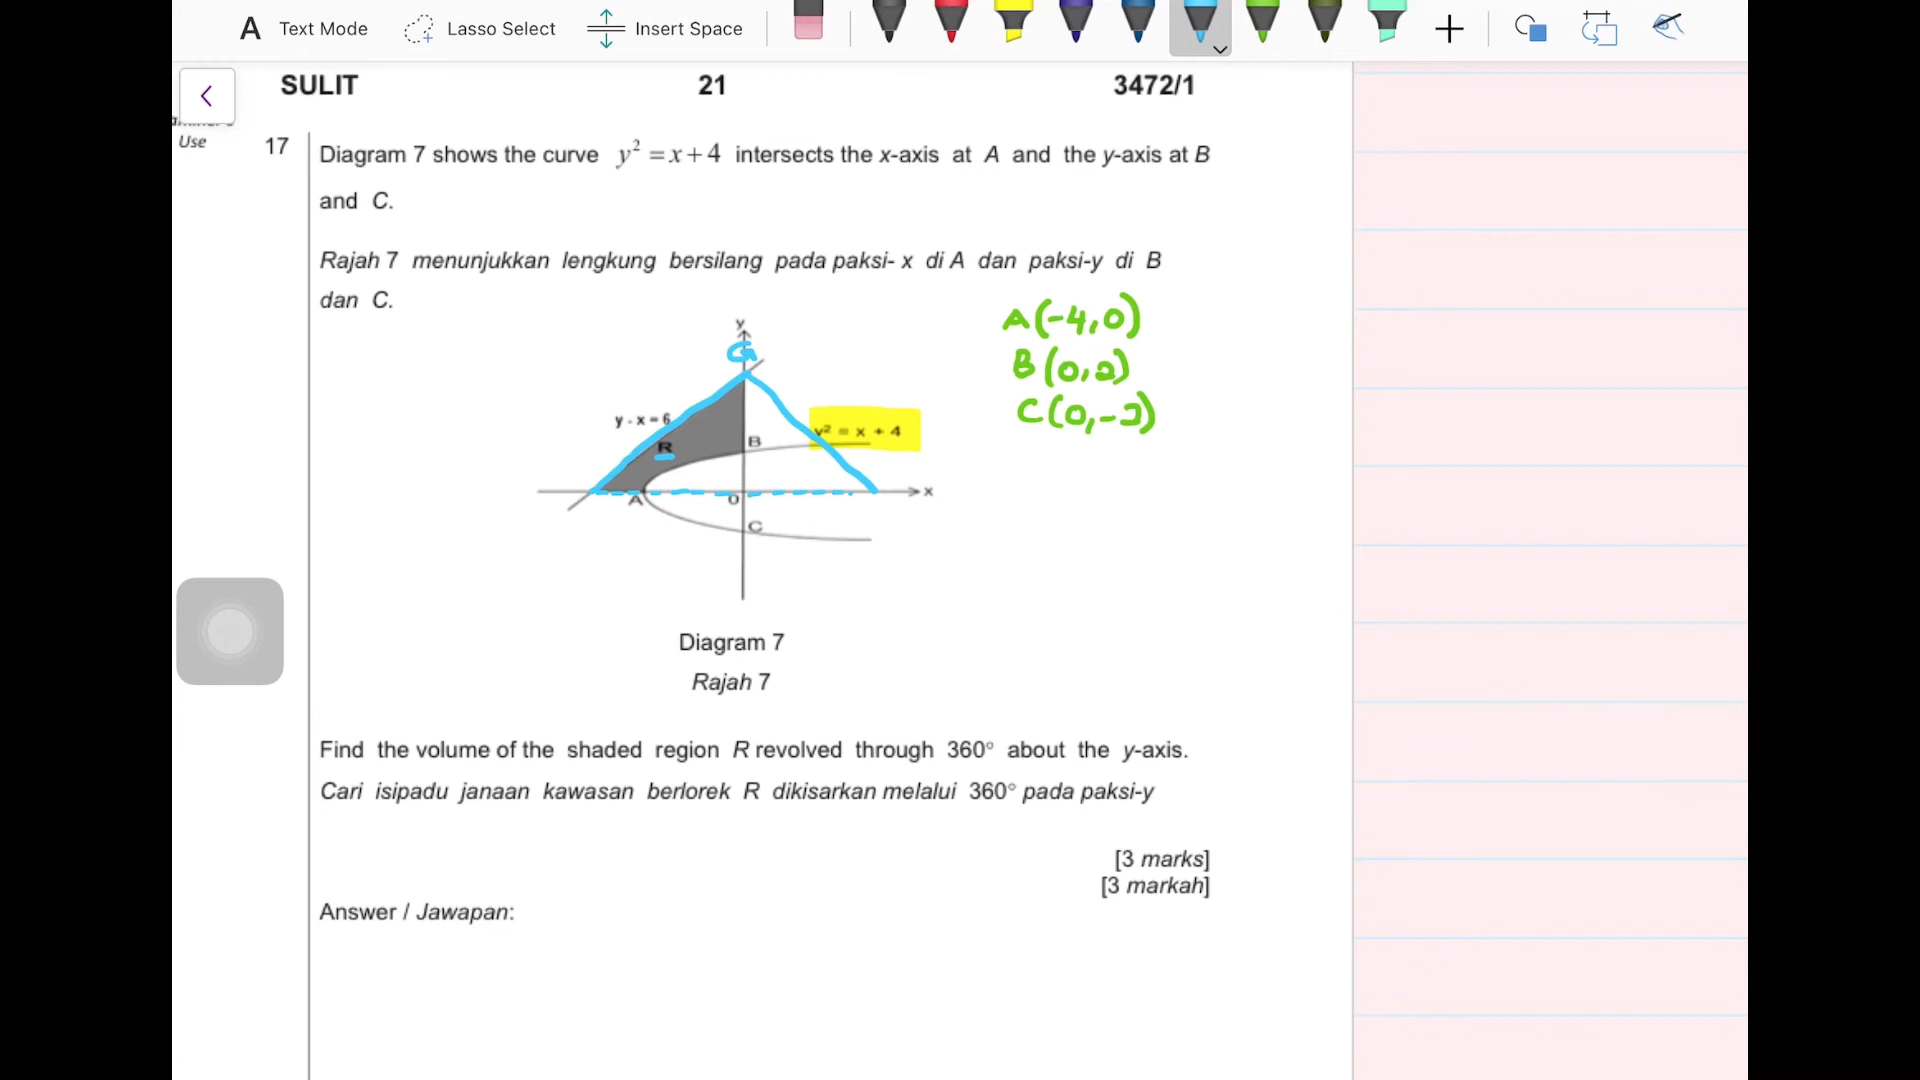 A Text Mode Lasso Select Insert Space
SULIT 21 3472/1
Use
17 Diagram 7 shows the curve y² = x + 4 intersects the x-axis at A and the y-axis at B
and C.
Rajah 7 menunjukkan lengkung bersilang pada paksi- x di A dan paksi-y di B
dan C.
A(-4,0)
B(0,2)
C(0,-2)
y
y - x = 6
R
B
y² = x + 4
A
0
x
C
Diagram 7
Rajah 7
Find the volume of the shaded region R revolved through 360° about the y-axis.
Cari isipadu janaan kawasan berlorek R dikisarkan melalui 360° pada paksi-y
[3 marks]
[3 markah]
Answer / Jawapan: